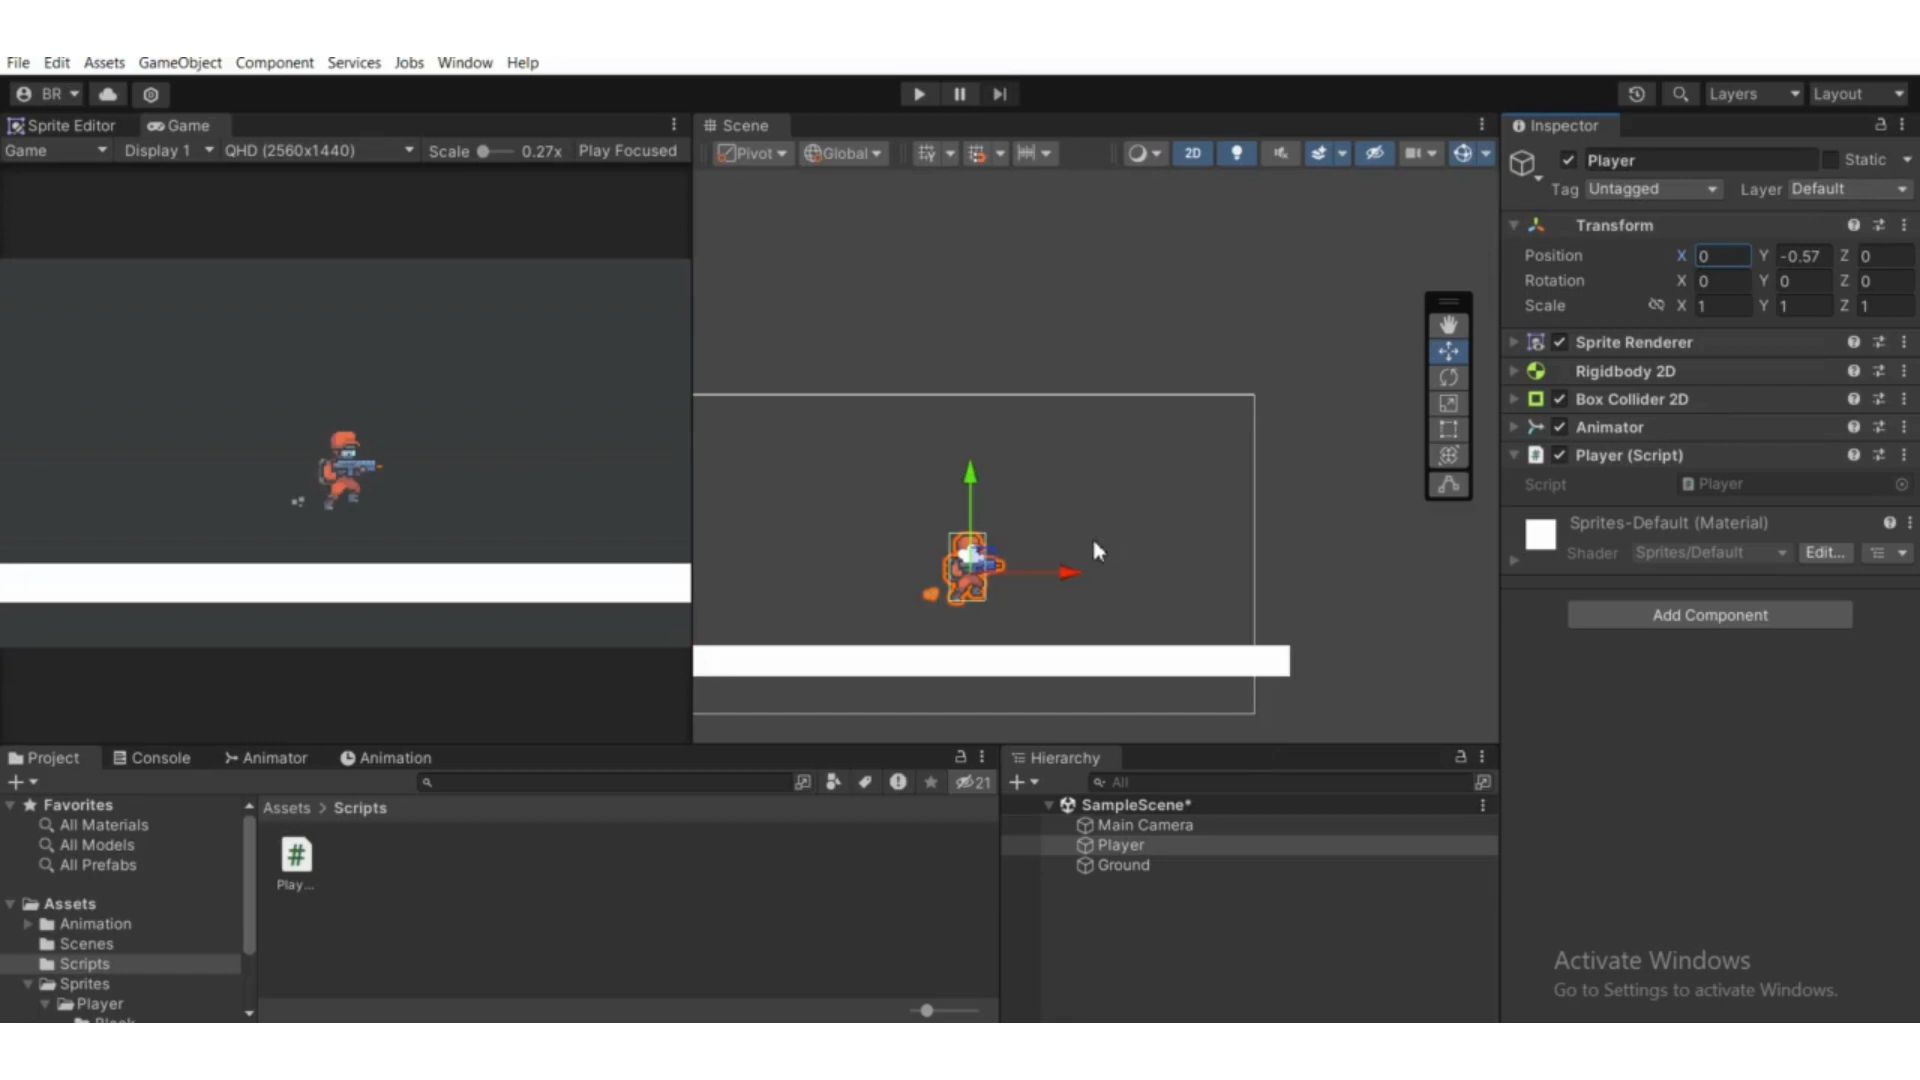 File Edit Assets GameObject Component Services Jobs Window Help
BR Layers Layout
Sprite Editor Game
Game Display 1 QHD (2560x1440) Scale 0.27x Play Focused
Scene
Pivot Global 2D
Inspector
Player Static
Tag Untagged Layer Default
Transform
Position X 0 Y -0.57 Z 0
Rotation X 0 Y 0 Z 0
Scale X 1 Y 1 Z 1
Sprite Renderer
Rigidbody 2D
Box Collider 2D
Animator
# Player (Script)
Script Player
Sprites-Default (Material)
Shader Sprites/Default Edit...
Add Component
Project Console Animator Animation
21
Favorites
All Materials
All Models
All Prefabs
Assets
Animation
Scenes
Scripts
Sprites
Player
Assets > Scripts
#
Play...
Hierarchy
All
SampleScene*
Main Camera
Player
Ground
Activate Windows
Go to Settings to activate Windows.